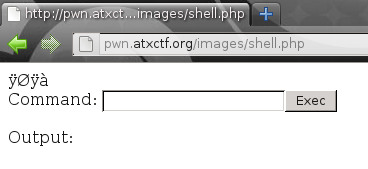 http://pwn.atxct...images/shell.php
pwn.atxctf.org/images/shell.php
ÿØÿà
Command: Exec
Output: